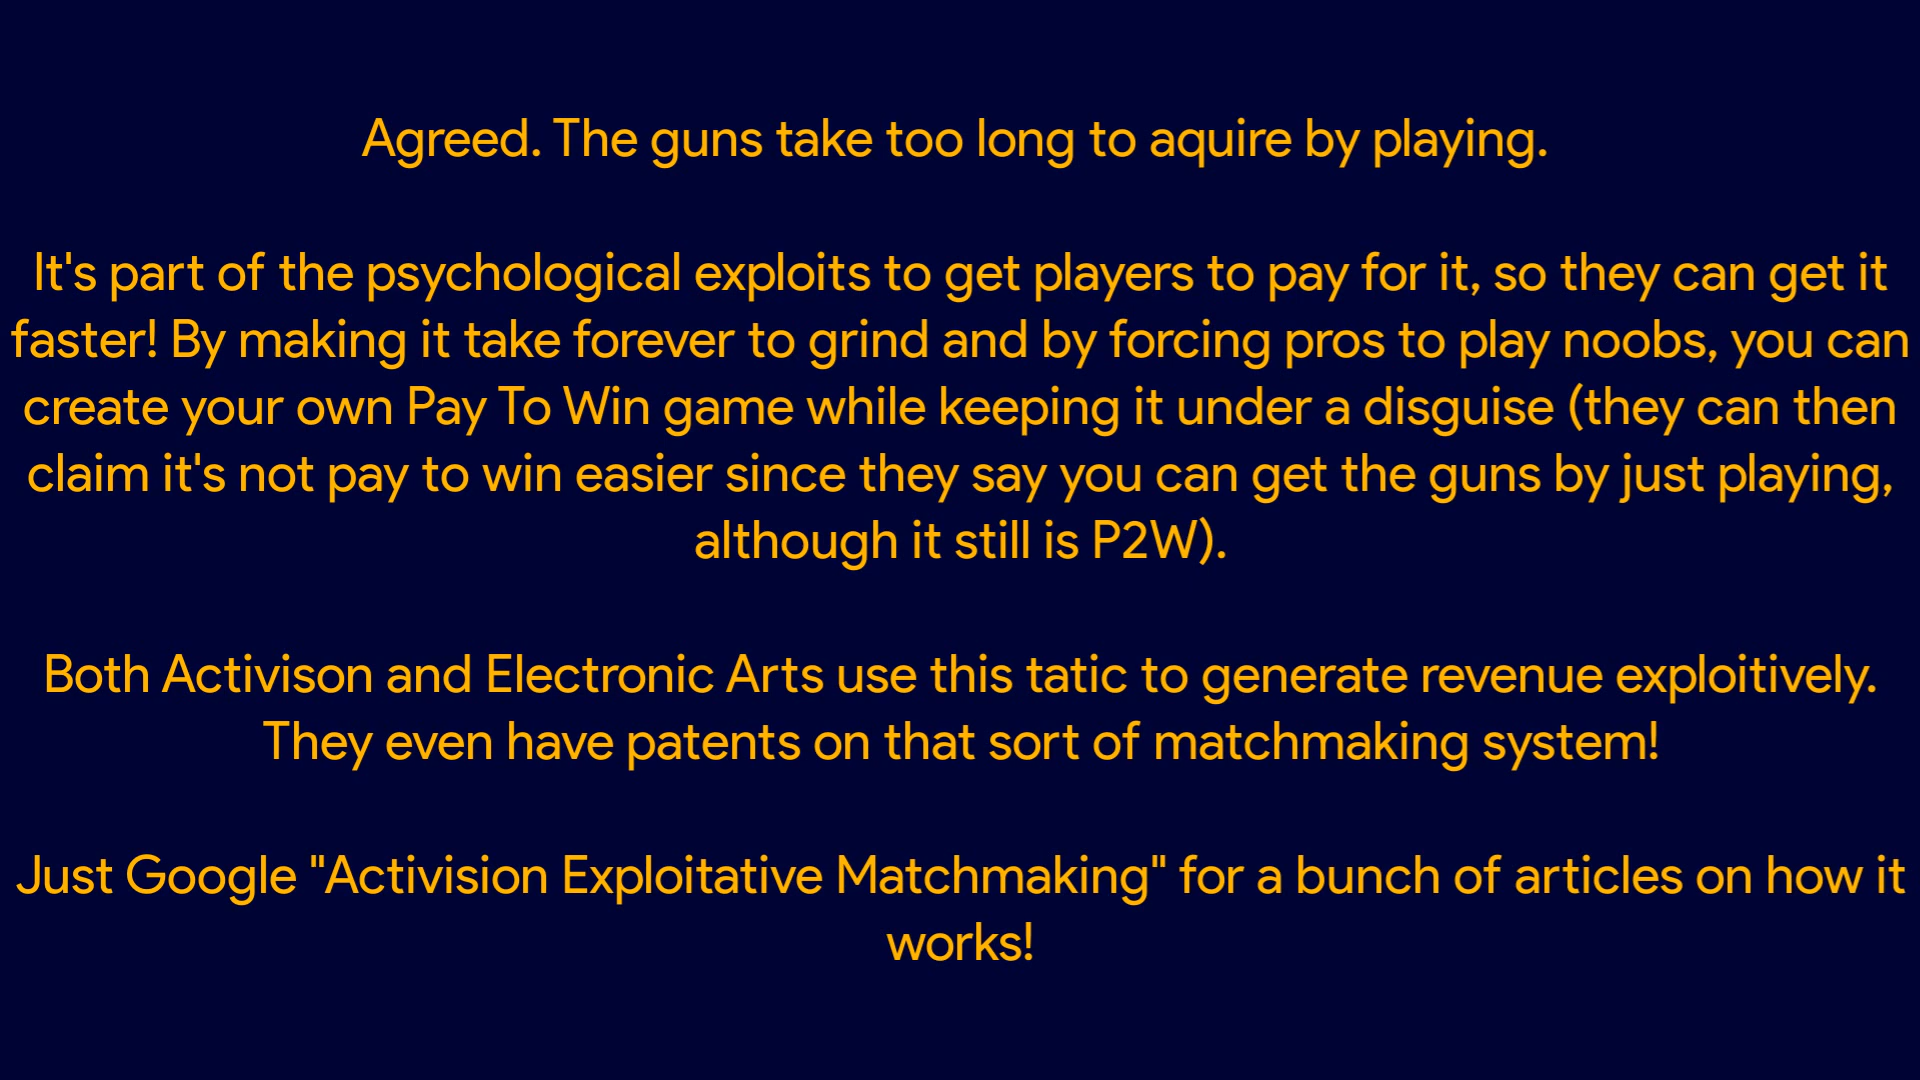 Agreed. The guns take too long to aquire by playing.
It's part of the psychological exploits to get players to pay for it, so they can get it
faster! By making it take forever to grind and by forcing pros to play noobs, you can
create your own Pay To Win game while keeping it under a disguise (they can then
claim it's not pay to win easier since they say you can get the guns by just playing,
although it still is P2W).
Both Activison and Electronic Arts use this tatic to generate revenue exploitively.
They even have patents on that sort of matchmaking system!
Just Google "Activision Exploitative Matchmaking" for a bunch of articles on how it
works!